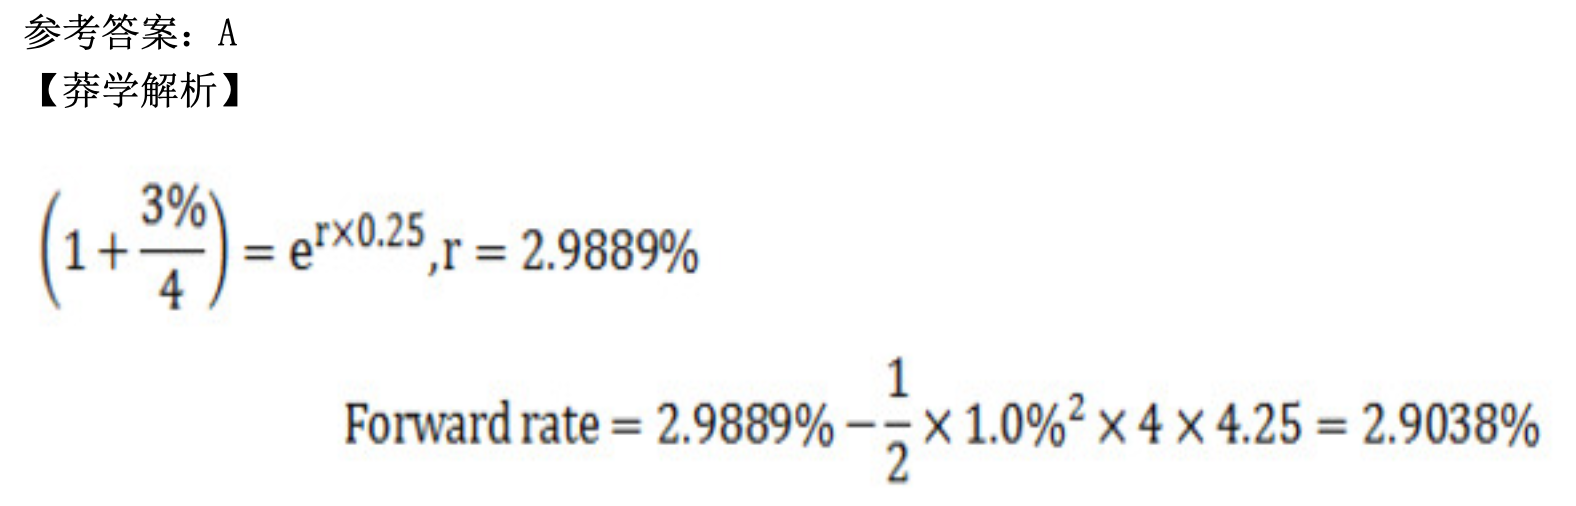 参考答案：A
【莽学解析】
(1 + 3%/4) = e^{r×0.25}, r = 2.9889%
Forward rate = 2.9889% − 1/2 × 1.0%² × 4 × 4.25 = 2.9038%